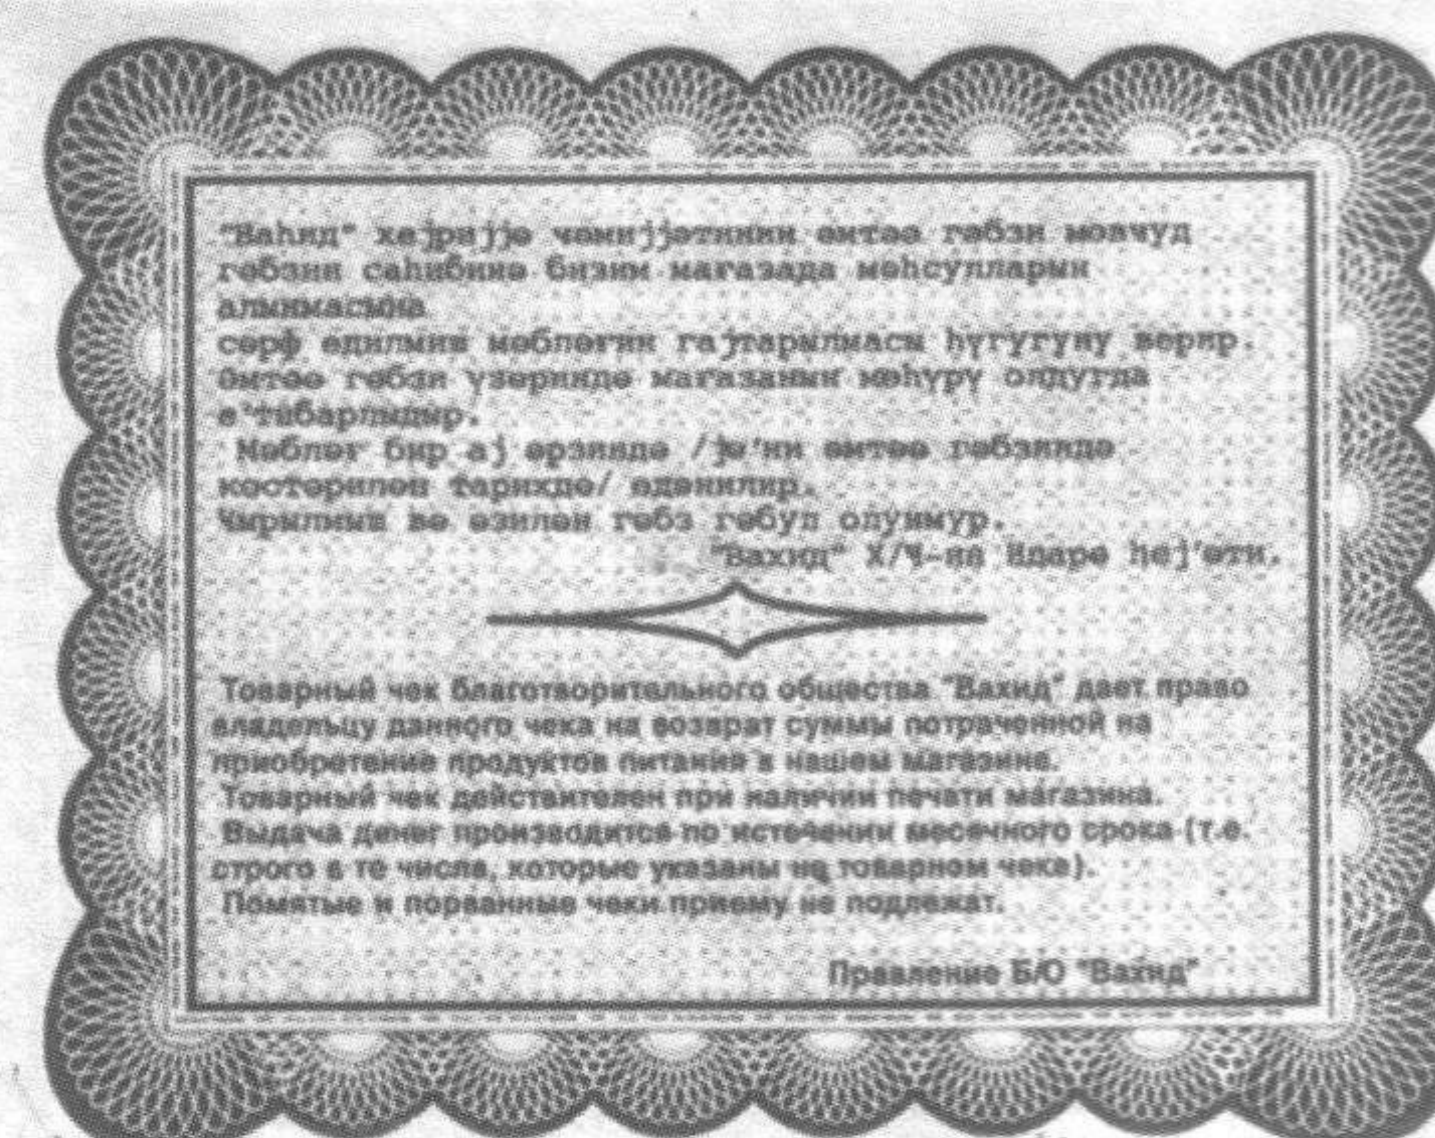 "Ваһид" хејријјә чәмијјәтинин әмтәә гәбзи мөвчуд
гәбзин саһибинә бизим мағазада мәһсулларын
алынмасына
сәрф едилмиш мәбләғин гајтарылмасы һүгугуну верир.
Әмтәә гәбзи үзәриндә мағазанын мөһүрү олдугда
е'тибарлыдыр.
Мәбләғ бир ај әрзиндә /јә'ни әмтәә гәбзиндә
көстәрилән тарихдә/ өдәнилир.
Чырылмыш вә әзилән гәбз гәбул олунмур.
"Вахид" Х/Ч-нин Идарә һеј'әти.
Товарный чек благотворительного общества "Вахид" дает право
владельцу данного чека на возврат суммы потраченной на
приобретение продуктов питания в нашем магазине.
Товарный чек действителен при наличии печати магазина.
Выдача денег производится по истечении месячного срока (т.е.
строго в те числа, которые указаны на товарном чеке).
Помятые и порванные чеки приему не подлежат.
Правление Б/О "Вахид"